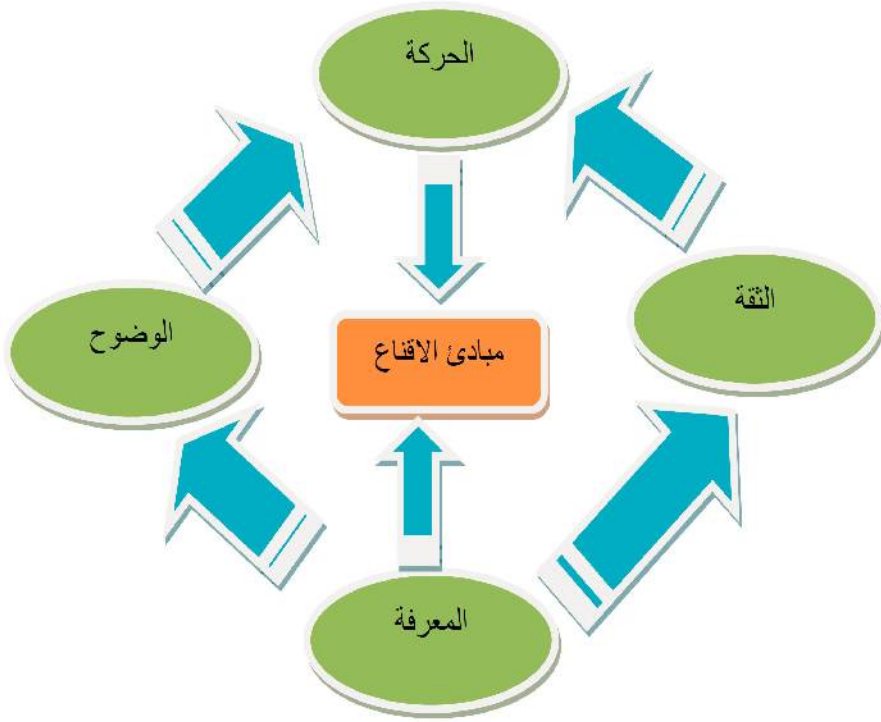 الحركة
الثقة
مبادئ الاقناع
الوضوح
المعرفة